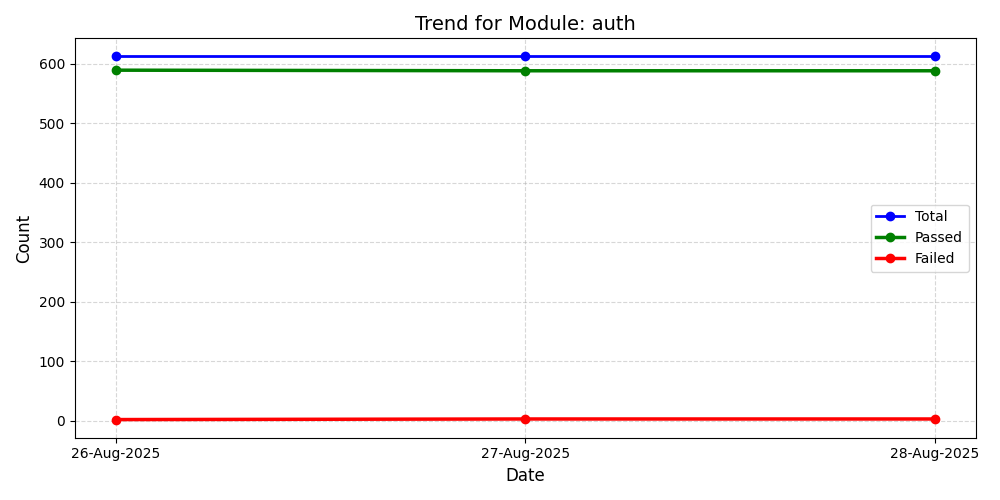 Trend for Module: auth
600
500
400
300
200
100
0
Count
Total
Passed
Failed
26-Aug-2025
27-Aug-2025
28-Aug-2025
Date